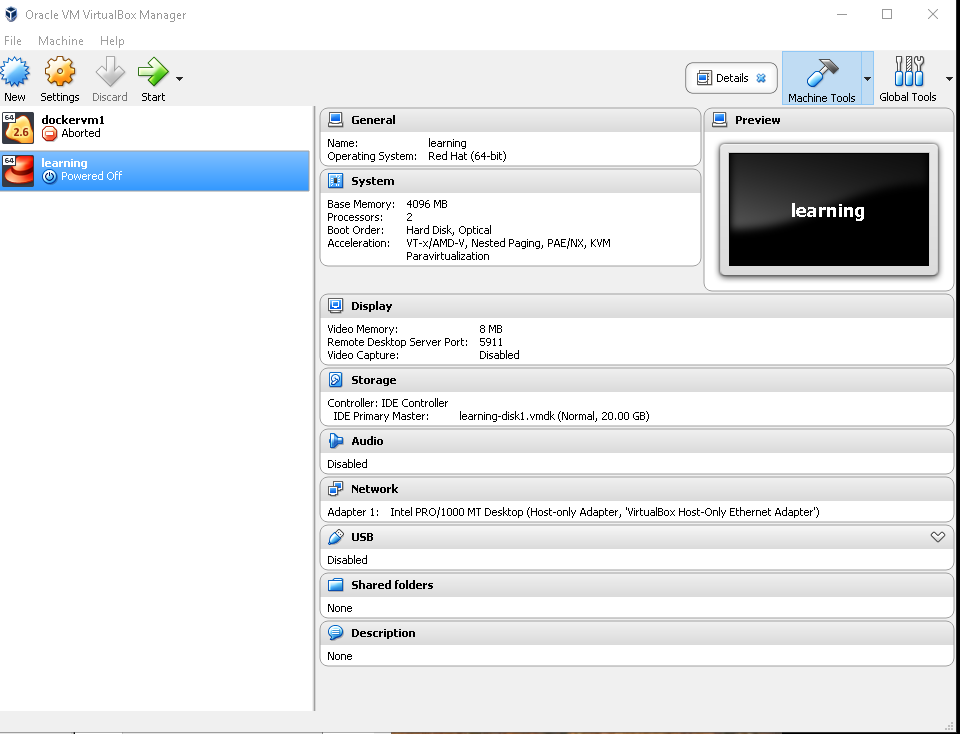 Oracle VM VirtualBox Manager
File Machine Help
New Settings Discard Start Details Machine Tools Global Tools
64
2.6
dockervm1
Aborted
64
learning
Powered Off
General
Name: learning
Operating System: Red Hat (64-bit)
System
Base Memory: 4096 MB
Processors: 2
Boot Order: Hard Disk, Optical
Acceleration: VT-x/AMD-V, Nested Paging, PAE/NX, KVM
Paravirtualization
Preview
learning
Display
Video Memory: 8 MB
Remote Desktop Server Port: 5911
Video Capture: Disabled
Storage
Controller: IDE Controller
IDE Primary Master: learning-disk1.vmdk (Normal, 20.00 GB)
Audio
Disabled
Network
Adapter 1: Intel PRO/1000 MT Desktop (Host-only Adapter, 'VirtualBox Host-Only Ethernet Adapter')
USB
Disabled
Shared folders
None
Description
None